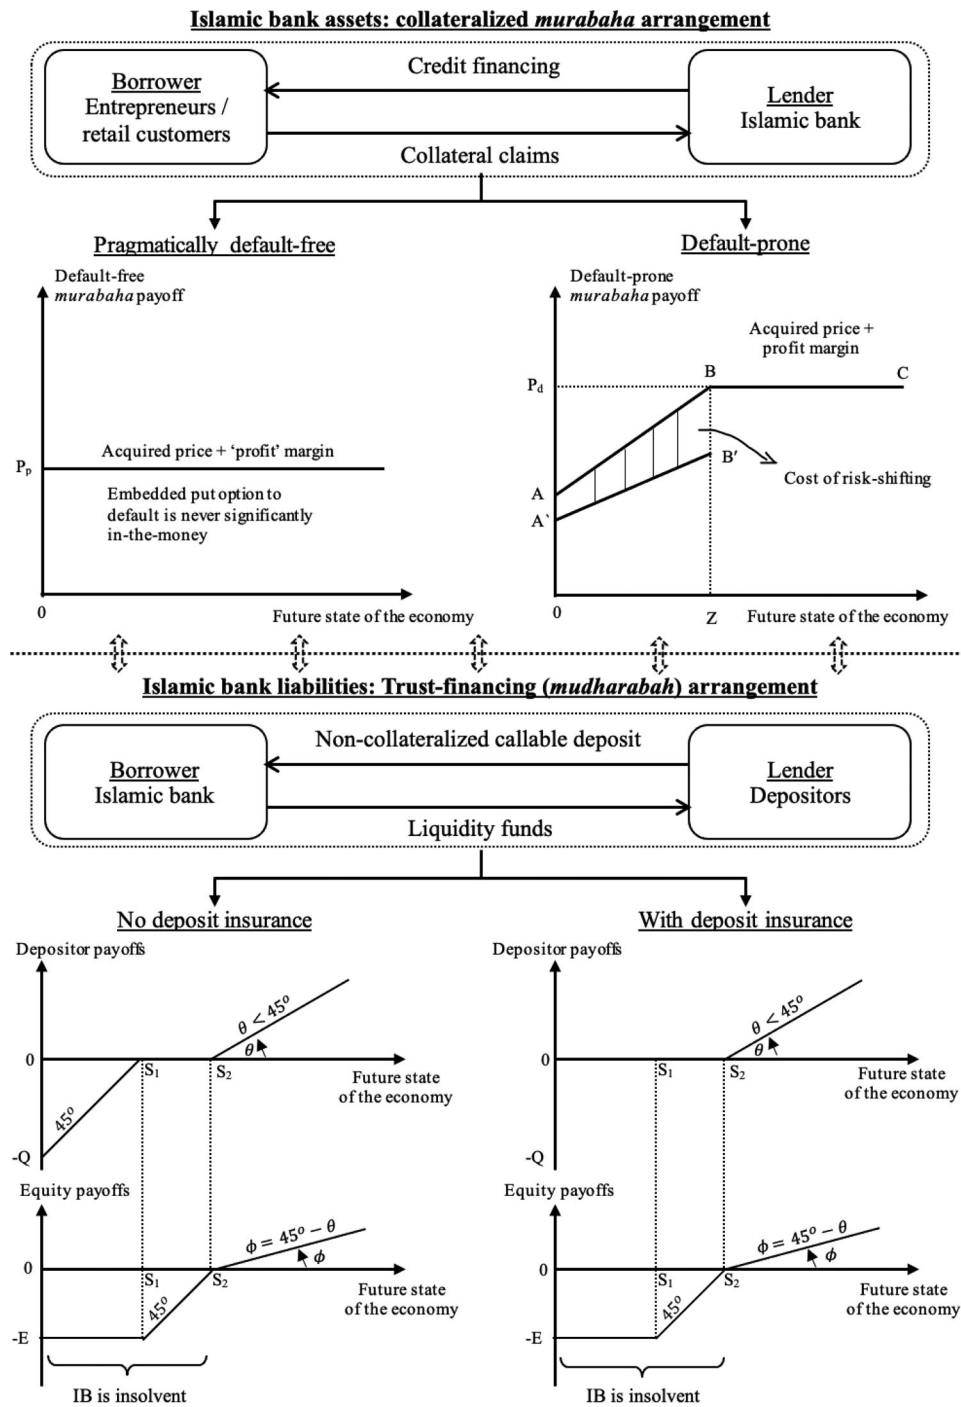 Islamic bank assets: collateralized murabaha arrangement
Borrower
Entrepreneurs /
retail customers
Credit financing
Collateral claims
Lender
Islamic bank
Pragmatically default-free
Default-free
murabaha payoff
Pp
Acquired price + ‘profit’ margin
Embedded put option to
default is never significantly
in-the-money
0
Future state of the economy
Default-prone
Default-prone
murabaha payoff
Acquired price +
profit margin
Pd
B
C
B′
Cost of risk-shifting
A
A`
0
Z
Future state of the economy
Islamic bank liabilities: Trust-financing (mudharabah) arrangement
Borrower
Islamic bank
Non-collateralized callable deposit
Liquidity funds
Lender
Depositors
No deposit insurance
Depositor payoffs
θ < 45°
θ
0
S1
S2
Future state
of the economy
45°
-Q
Equity payoffs
ϕ = 45° − θ
ϕ
0
S1
S2
Future state
of the economy
45°
-E
IB is insolvent
With deposit insurance
Depositor payoffs
θ < 45°
θ
0
S1
S2
Future state
of the economy
-Q
Equity payoffs
ϕ = 45° − θ
ϕ
0
S1
S2
Future state
of the economy
45°
-E
IB is insolvent